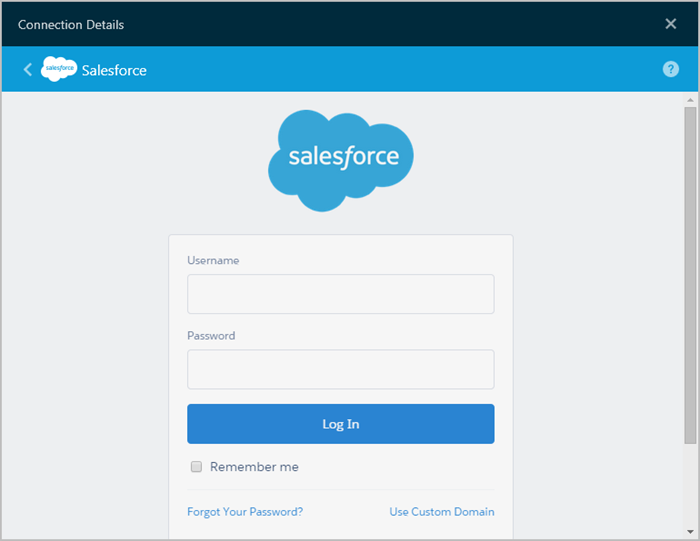 Connection Details
salesforce Salesforce
?
salesforce
Username
Password
Log In
Remember me
Forgot Your Password? Use Custom Domain